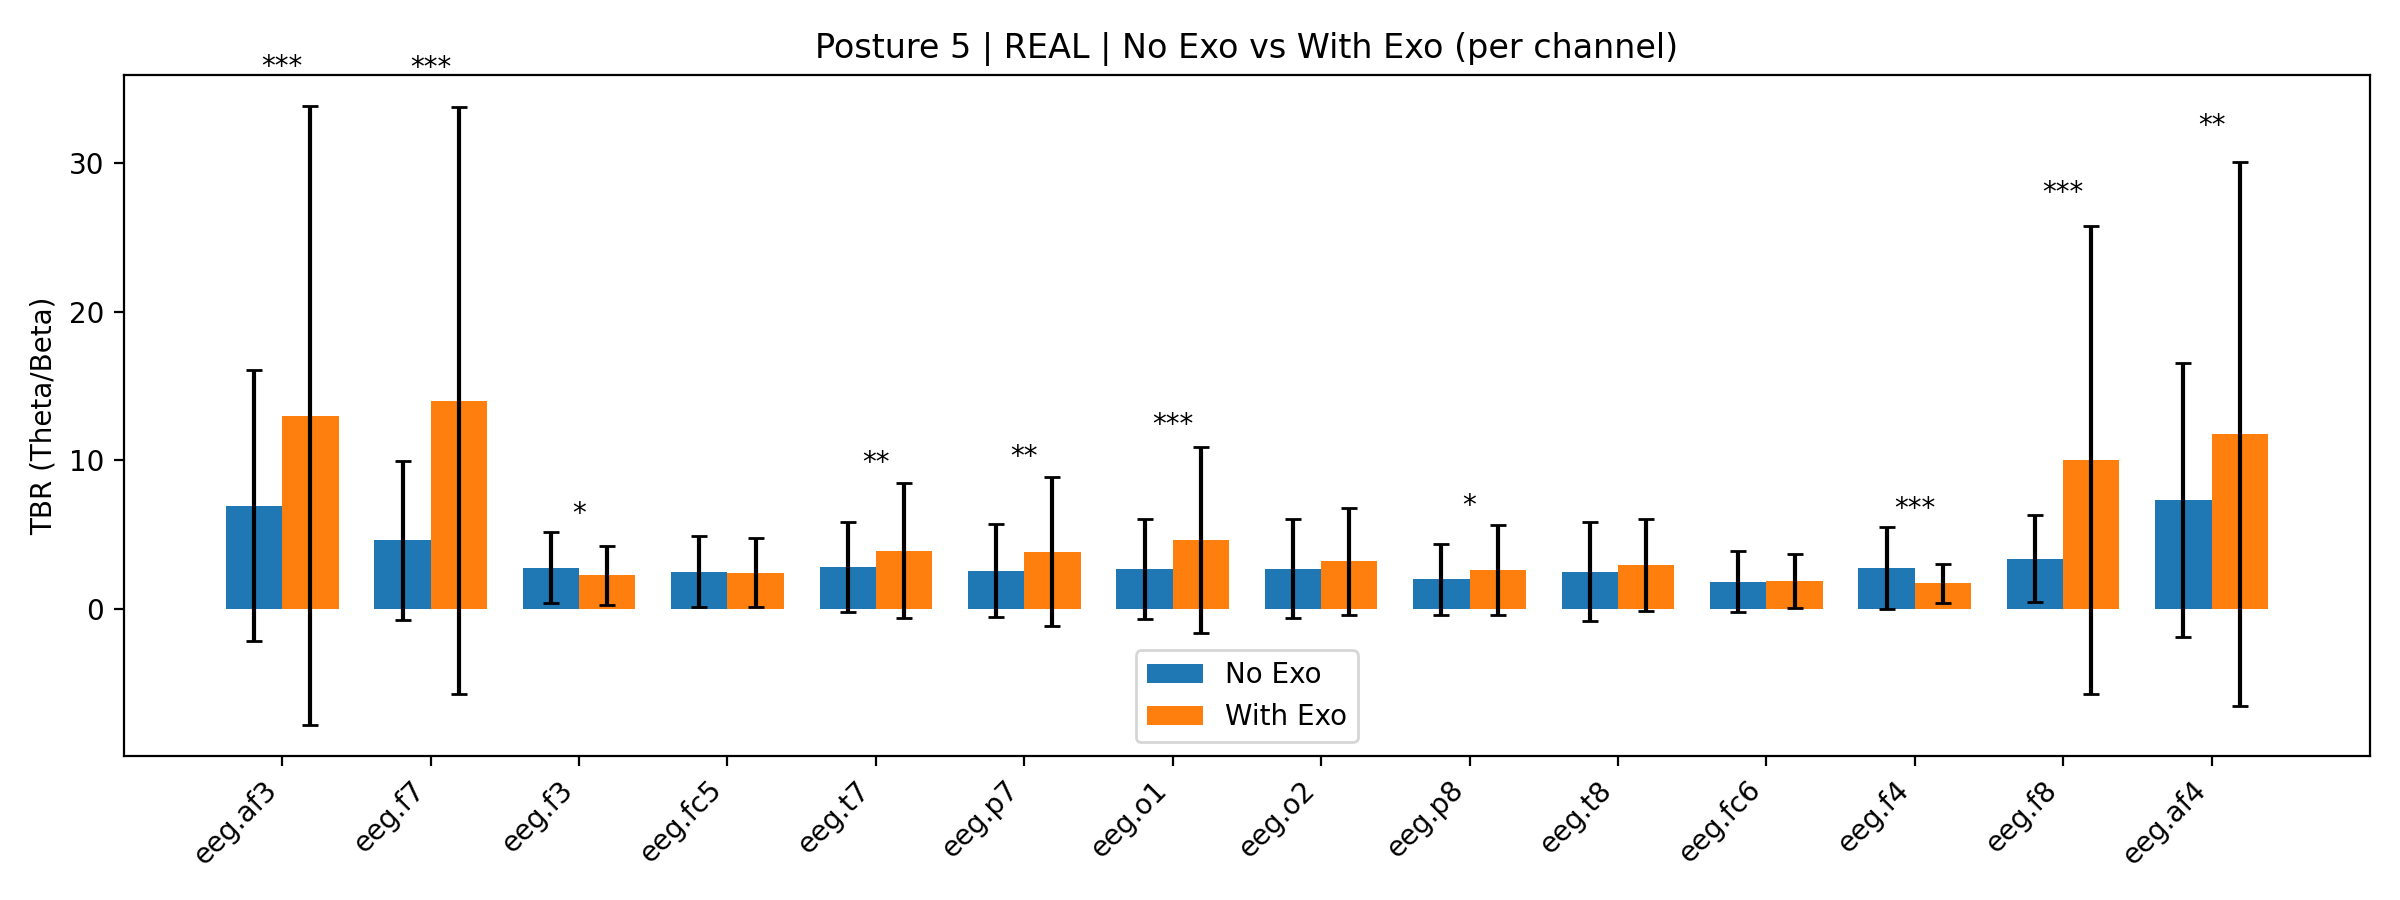 Posture 5 | REAL | No Exo vs With Exo (per channel)
*** *** * ** ** *** * *** *** **
TBR (Theta/Beta)
30
20
10
0
No Exo
With Exo
eeg.af3 eeg.f7 eeg.f3 eeg.fc5 eeg.t7 eeg.p7 eeg.o1 eeg.o2 eeg.p8 eeg.t8 eeg.fc6 eeg.f4 eeg.f8 eeg.af4